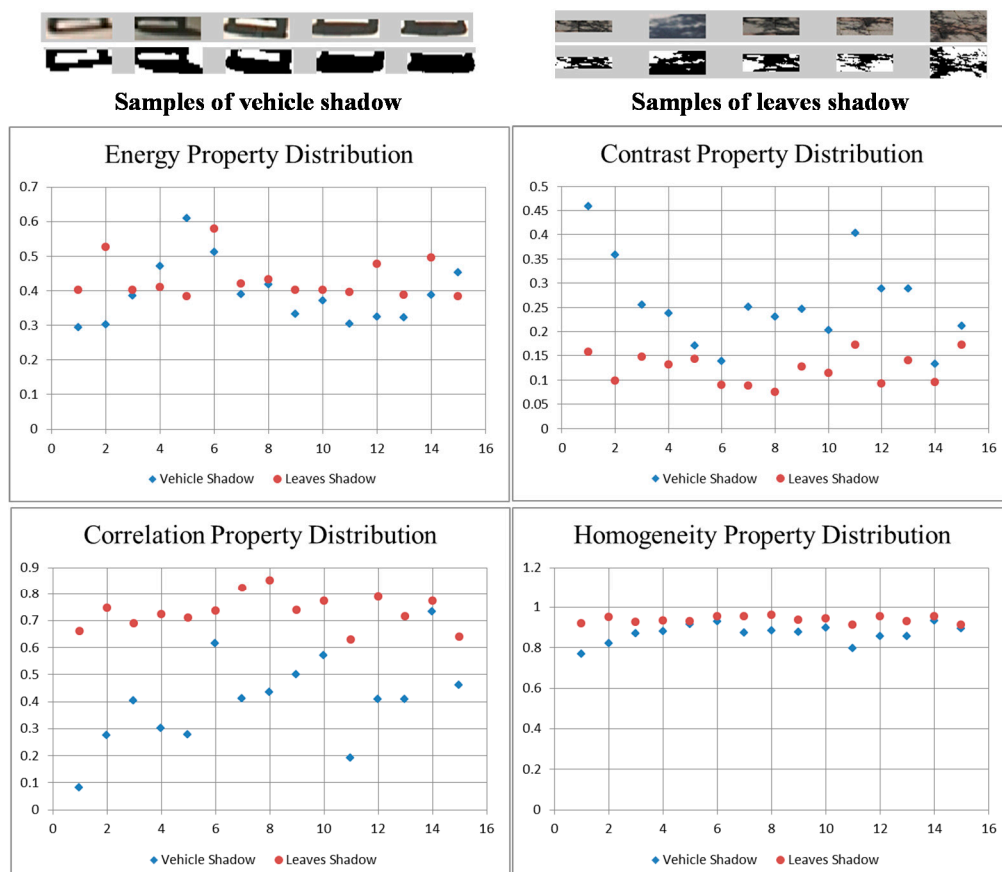 Samples of vehicle shadow
Samples of leaves shadow
Energy Property Distribution
0.7
0.6
0.5
0.4
0.3
0.2
0.1
0
0 2 4 6 8 10 12 14 16
Vehicle Shadow Leaves Shadow
Contrast Property Distribution
0.5
0.45
0.4
0.35
0.3
0.25
0.2
0.15
0.1
0.05
0
0 2 4 6 8 10 12 14 16
Vehicle Shadow Leaves Shadow
Correlation Property Distribution
0.9
0.8
0.7
0.6
0.5
0.4
0.3
0.2
0.1
0
0 2 4 6 8 10 12 14 16
Vehicle Shadow Leaves Shadow
Homogeneity Property Distribution
1.2
1
0.8
0.6
0.4
0.2
0
0 2 4 6 8 10 12 14 16
Vehicle Shadow Leaves Shadow